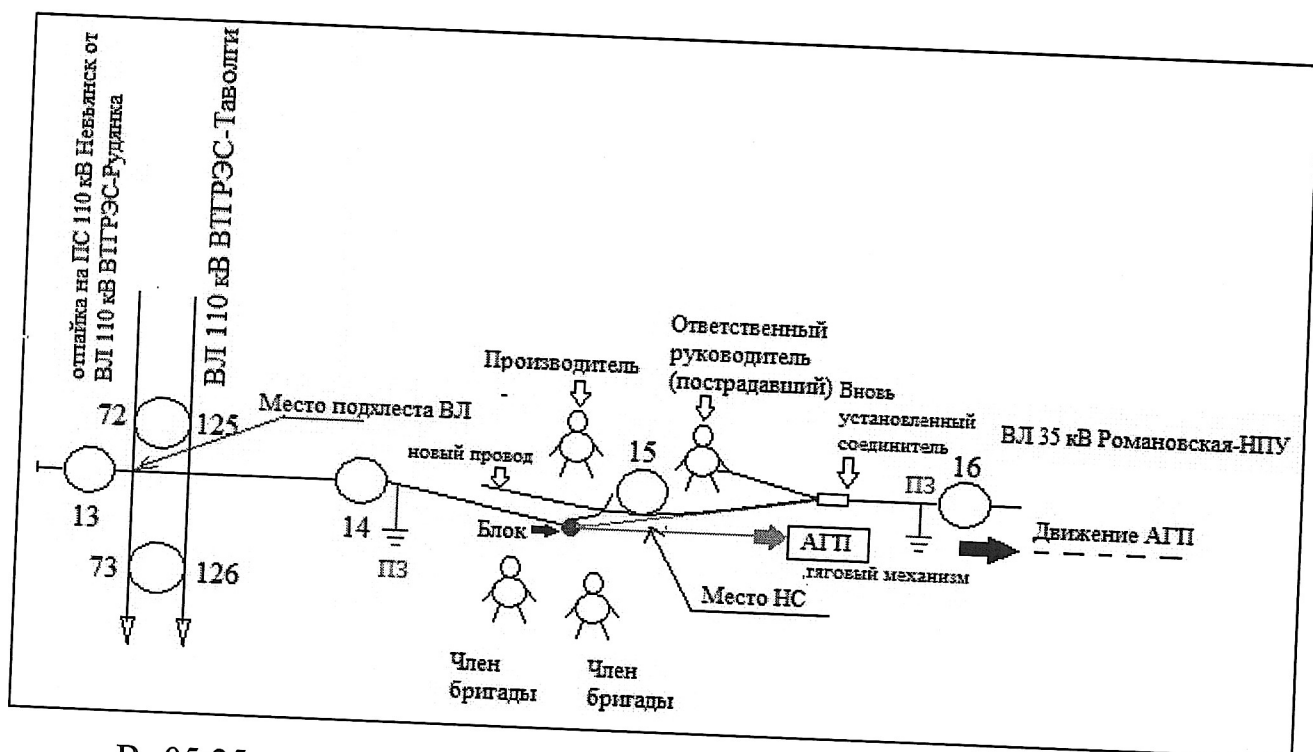 отпайка на ПС 110 кВ Невьянск от
ВЛ 110 кВ ВТГРЭС-Рудянка
ВЛ 110 кВ ВТГРЭС-Таволги
Ответственный
руководитель
(пострадавший)
Производитель
Вновь
установленный
соединитель
ВЛ 35 кВ Романовская-НПУ
Место подхлеста ВЛ
72
125
новый провод
15
16
ПЗ
13
14
Блок
АГП
Движение АГП
73
126
ПЗ
тяговый механизм
Место НС
Член
бригады
Член
бригады